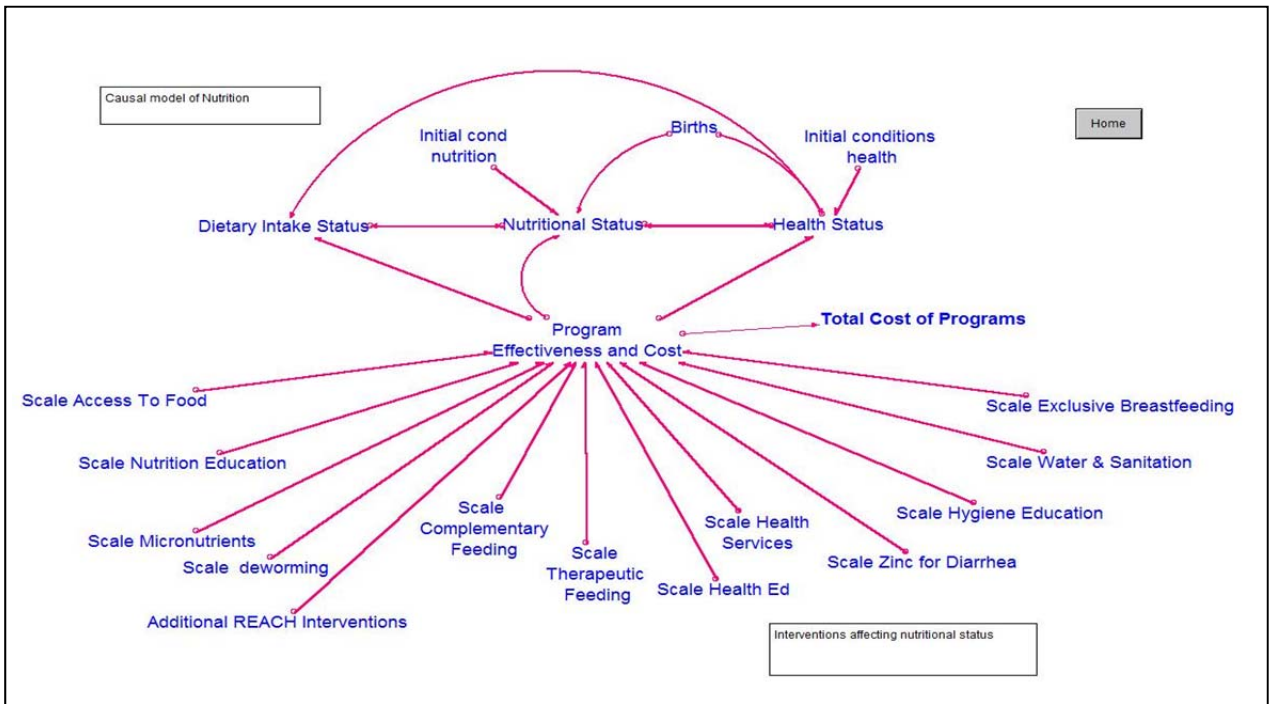 Causal model of Nutrition
Home
Births
Initial cond
nutrition
Initial conditions
health
Dietary Intake Status
Nutritional Status
Health Status
Total Cost of Programs
Program
Effectiveness and Cost
Scale Access To Food
Scale Exclusive Breastfeeding
Scale Nutrition Education
Scale Water & Sanitation
Scale Micronutrients
Scale deworming
Scale
Complementary
Feeding
Scale
Therapeutic
Feeding
Scale Health
Services
Scale Health Ed
Scale Hygiene Education
Scale Zinc for Diarrhea
Additional REACH Interventions
Interventions affecting nutritional status